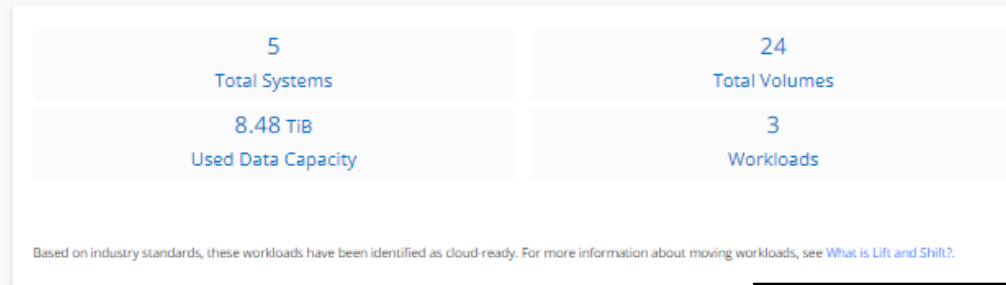 5
Total Systems
24
Total Volumes
8.48 TiB
Used Data Capacity
3
Workloads
Based on industry standards, these workloads have been identified as cloud-ready. For more information about moving workloads, see What is Lift and Shift?.